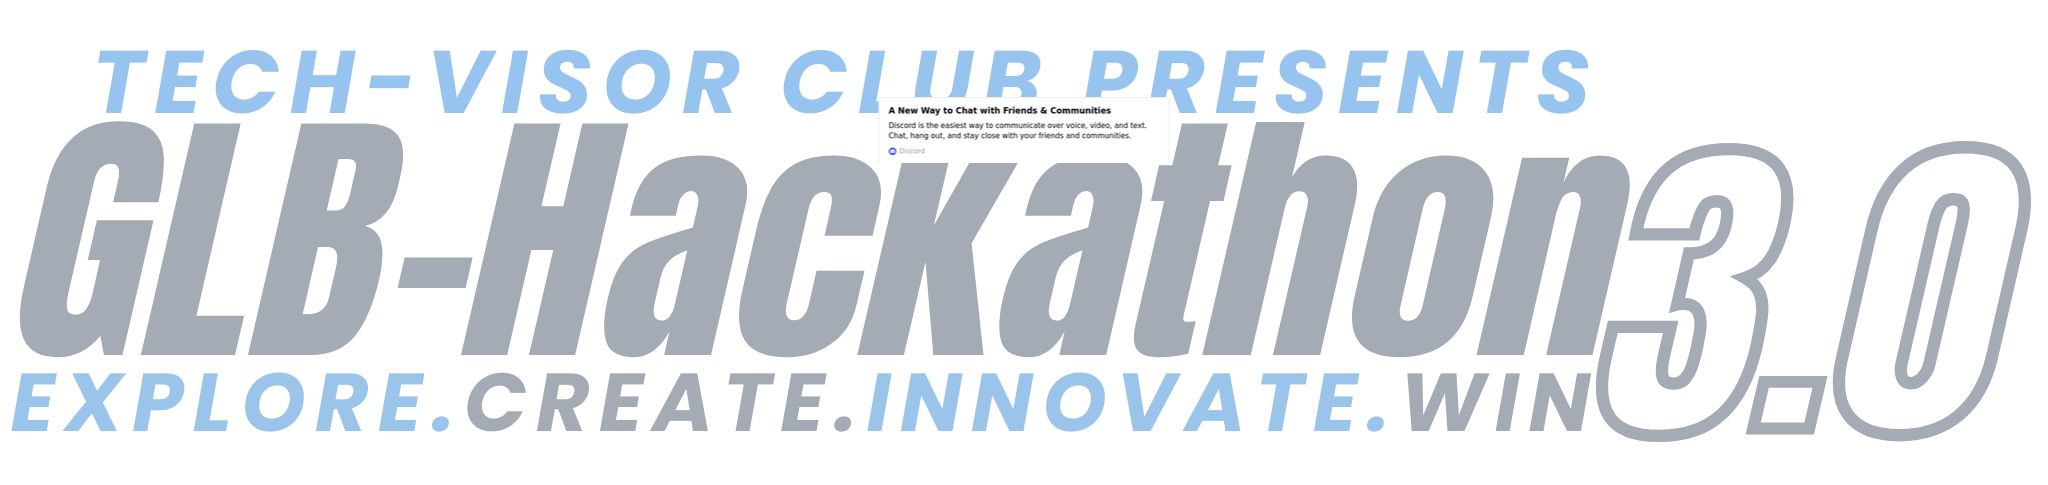 TECH-VISOR CLUB PRESENTS
A New Way to Chat with Friends & Communities
Discord is the easiest way to communicate over voice, video, and text.
Chat, hang out, and stay close with your friends and communities.
Discord
GLB-Hackathon 3.0
EXPLORE.CREATE.INNOVATE.WIN